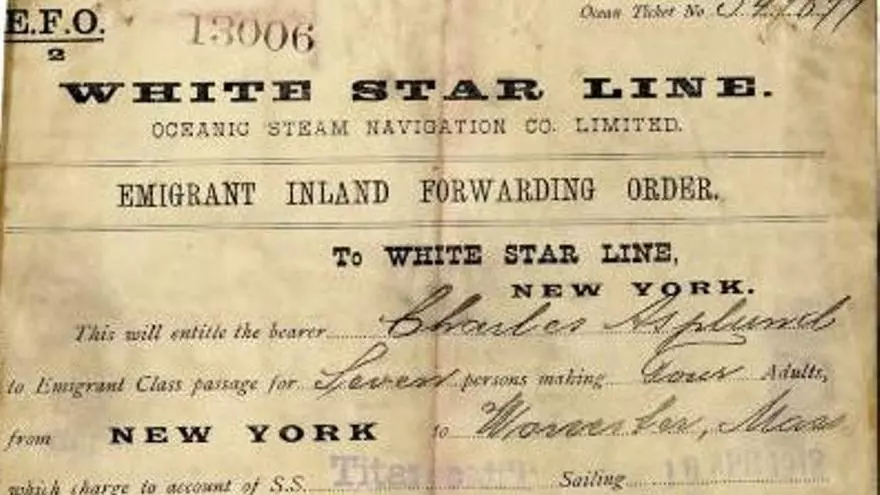 E.F.O.
2
13006
Ocean Ticket No
WHITE STAR LINE.
OCEANIC STEAM NAVIGATION CO. LIMITED.
EMIGRANT INLAND FORWARDING ORDER.
To WHITE STAR LINE,
NEW YORK.
This will entitle the bearer Charles Asplund
to Emigrant Class passage for Seven persons making Four Adults,
from NEW YORK to Worcester, Mass
which charge to account of S.S. Sailing APR 1912